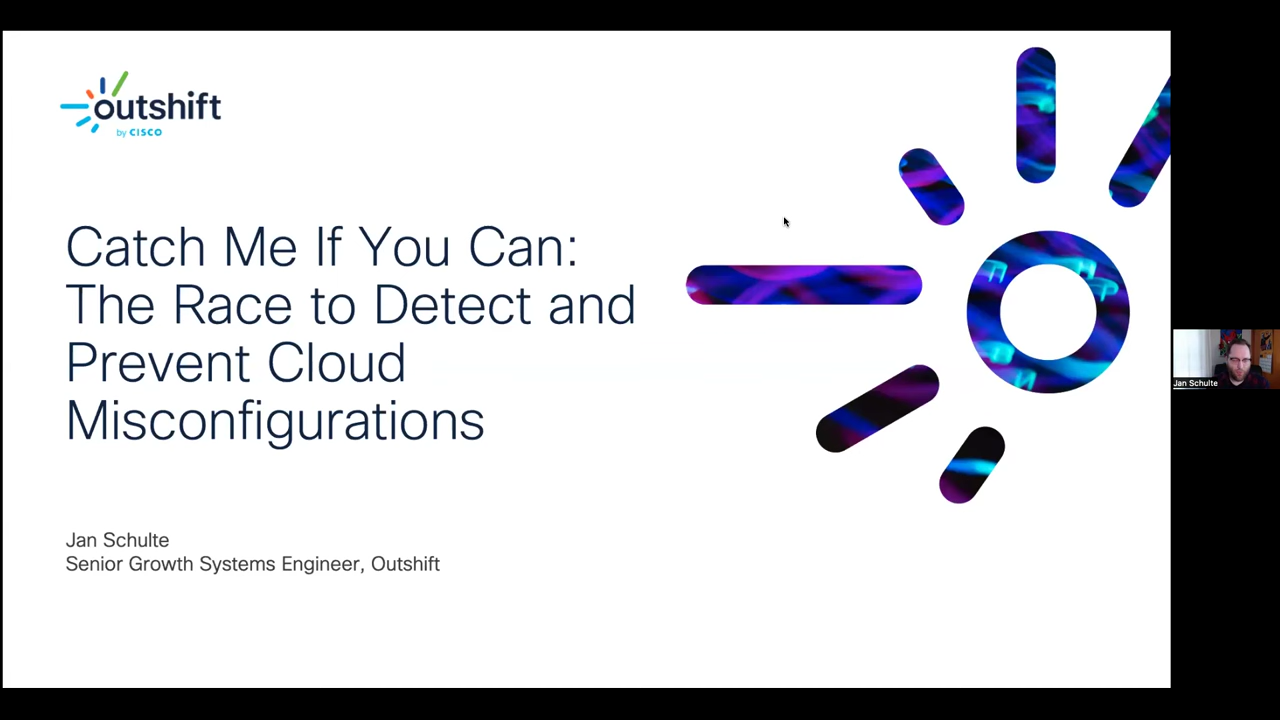 outshift
by CISCO
Catch Me If You Can:
The Race to Detect and
Prevent Cloud
Misconfigurations
Jan Schulte
Senior Growth Systems Engineer, Outshift
Jan Schulte